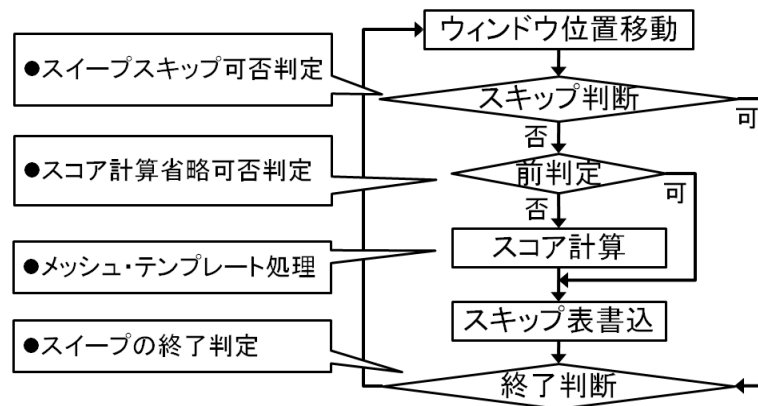 ウィンドウ位置移動
●スイープスキップ可否判定
スキップ判断
可
否
●スコア計算省略可否判定
前判定
可
否
●メッシュ・テンプレート処理
スコア計算
スキップ表書込
●スイープの終了判定
終了判断